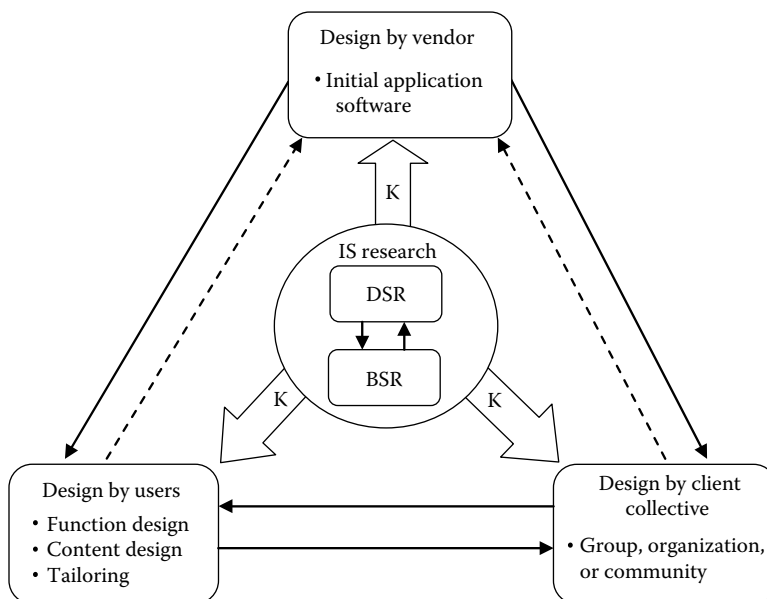 Design by vendor
• Initial application
software
K
IS research
DSR
BSR
K
K
Design by users
• Function design
• Content design
• Tailoring
Design by client
collective
• Group, organization,
or community